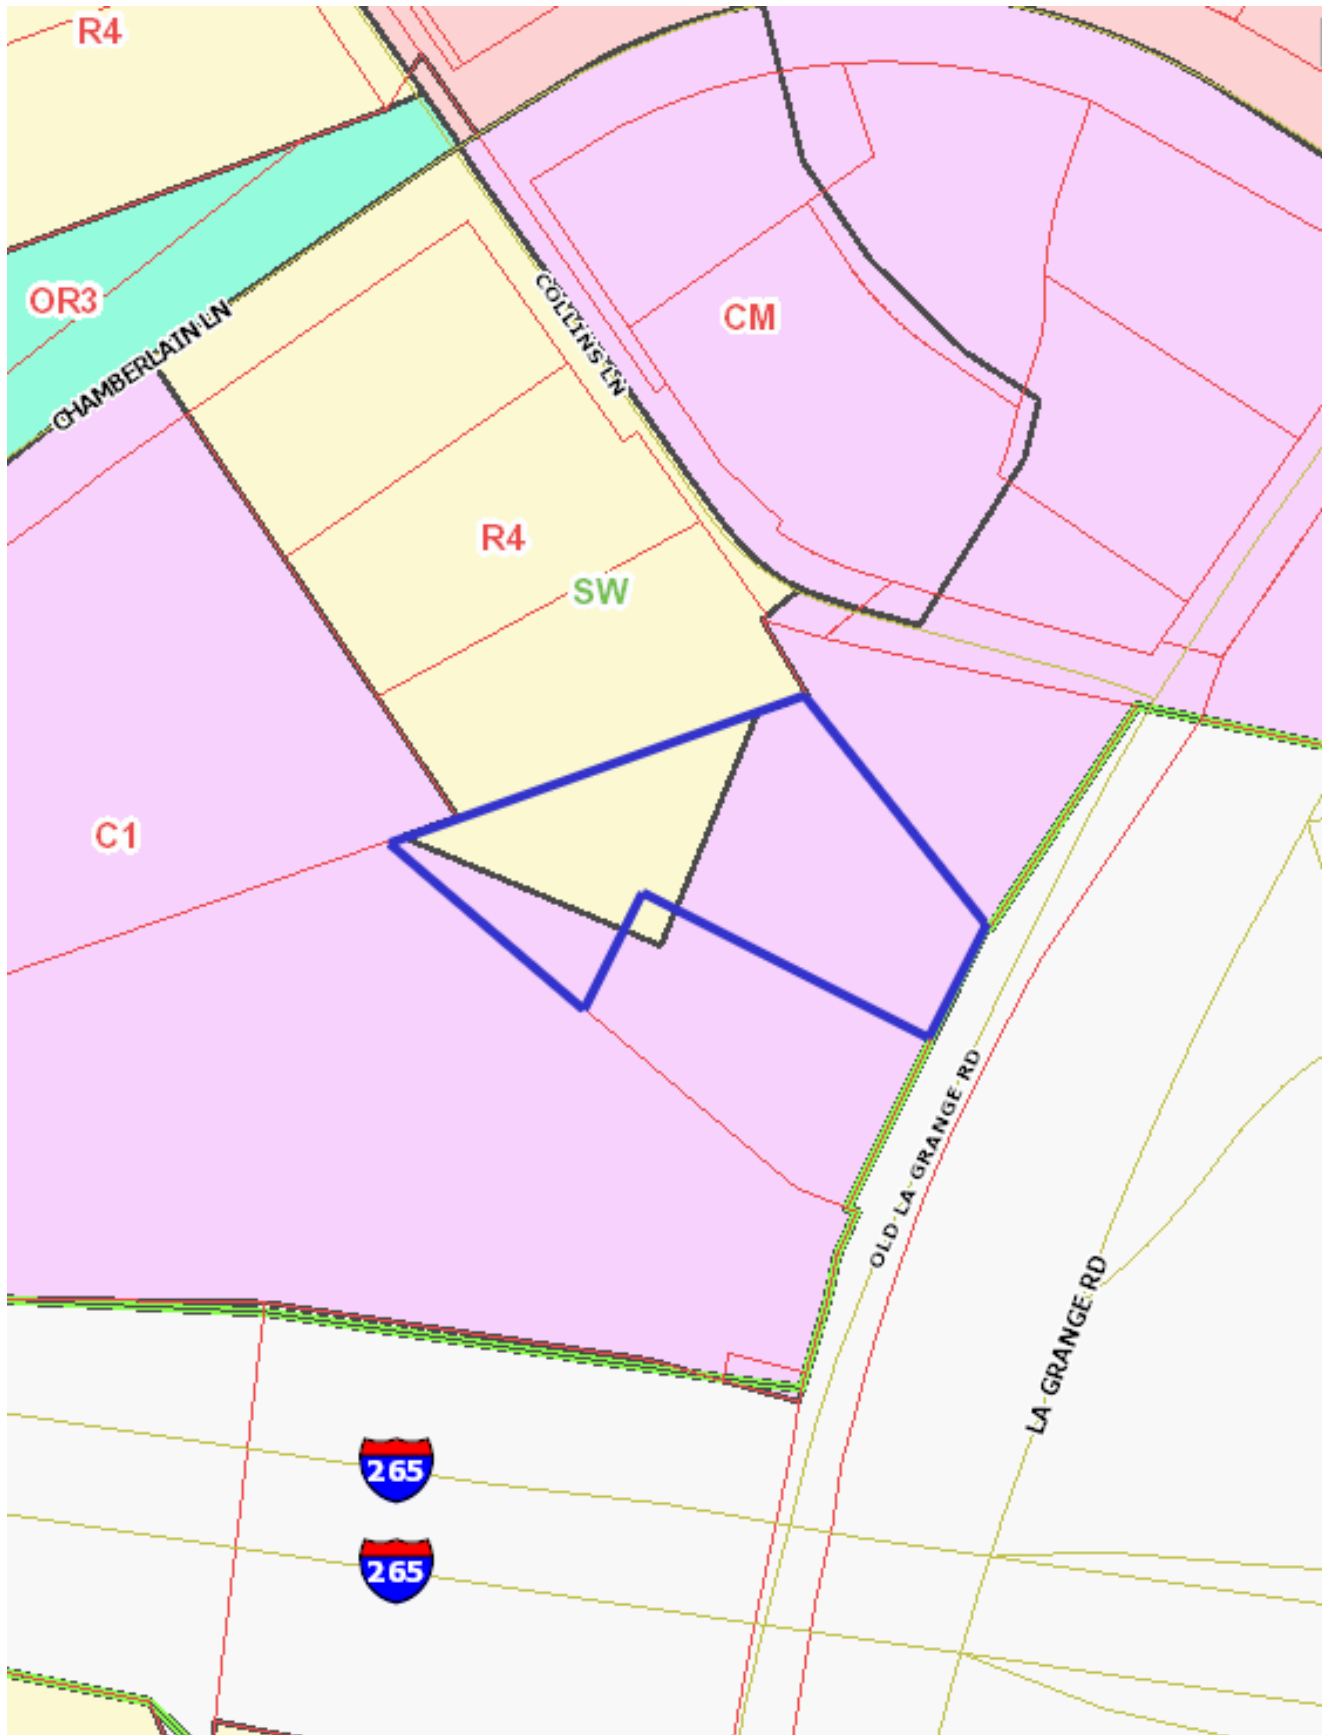 R4
OR3
CHAMBERLAIN LN
COLLINS LN
CM
R4
SW
C1
OLD LA GRANGE RD
LA GRANGE RD
265
265